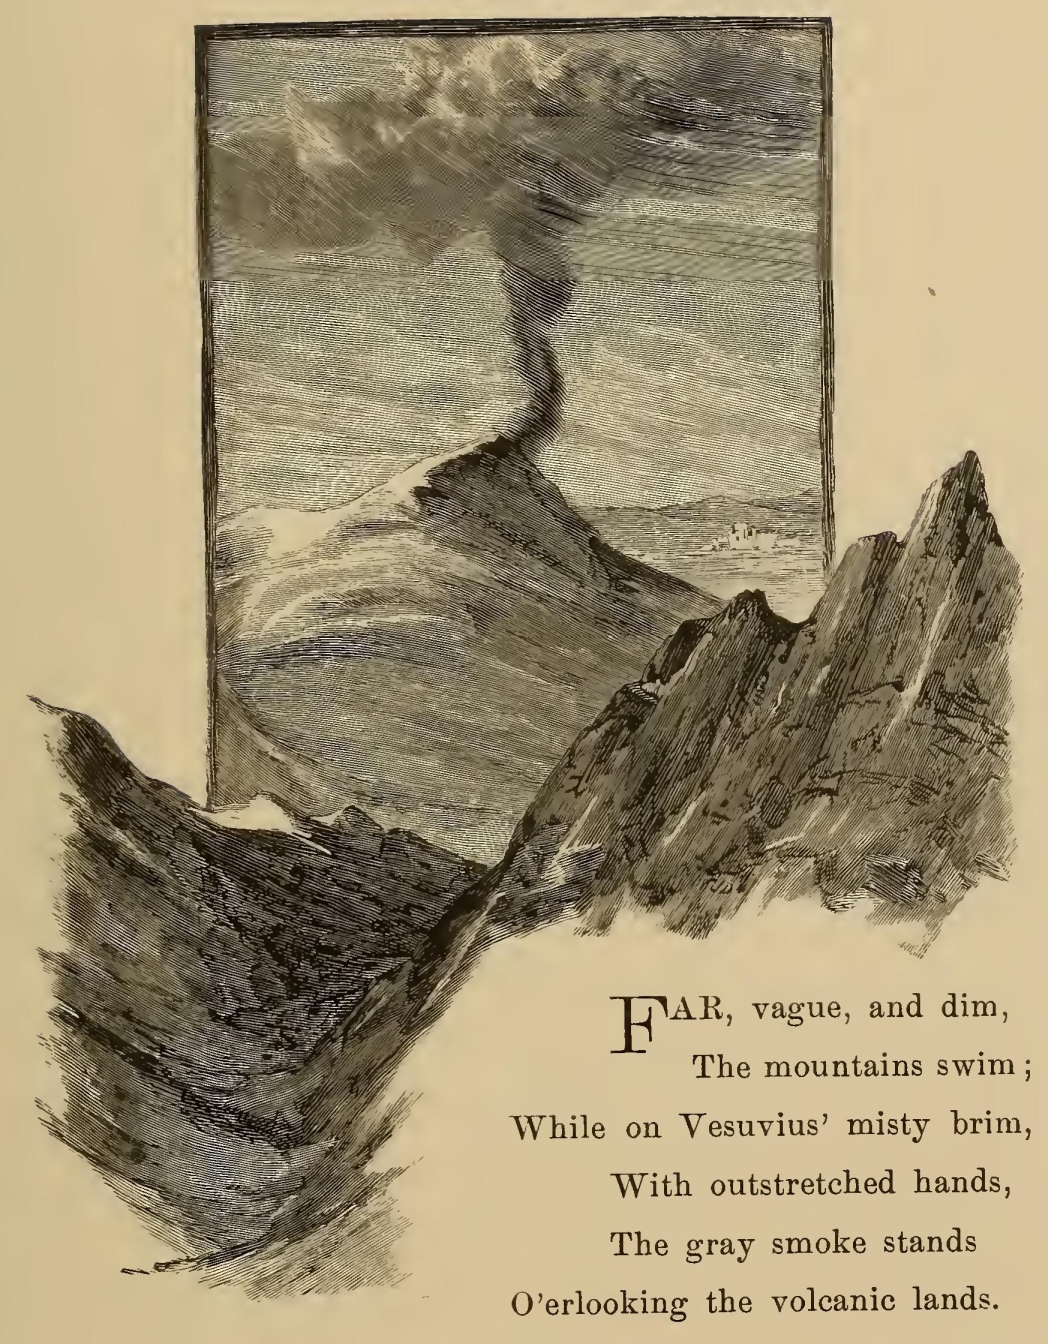 FAR, vague, and dim,
The mountains swim;
While on Vesuvius' misty brim,
With outstretched hands,
The gray smoke stands
O'erlooking the volcanic lands.